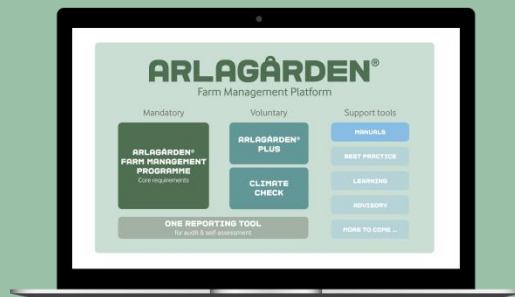 ARLAGÅRDEN®
Farm Management Platform
Mandatory
Voluntary
Support tools
ARLAGÅRDEN®
FARM MANAGEMENT
PROGRAMME
Core requirements
ARLAGÅRDEN®
PLUS
CLIMATE
CHECK
ONE REPORTING TOOL
for audit & self assesment
MANUALS
BEST PRACTICE
LEARNING
ADVISORY
MORE TO COME ...